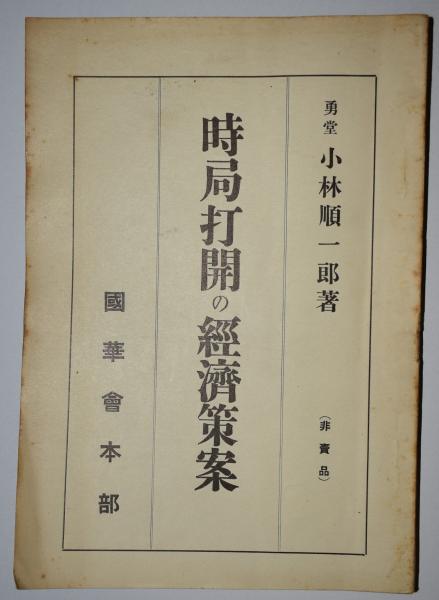 勇堂 小林順一郎著
(非賣品)
時局打開の經濟策案
國華會本部